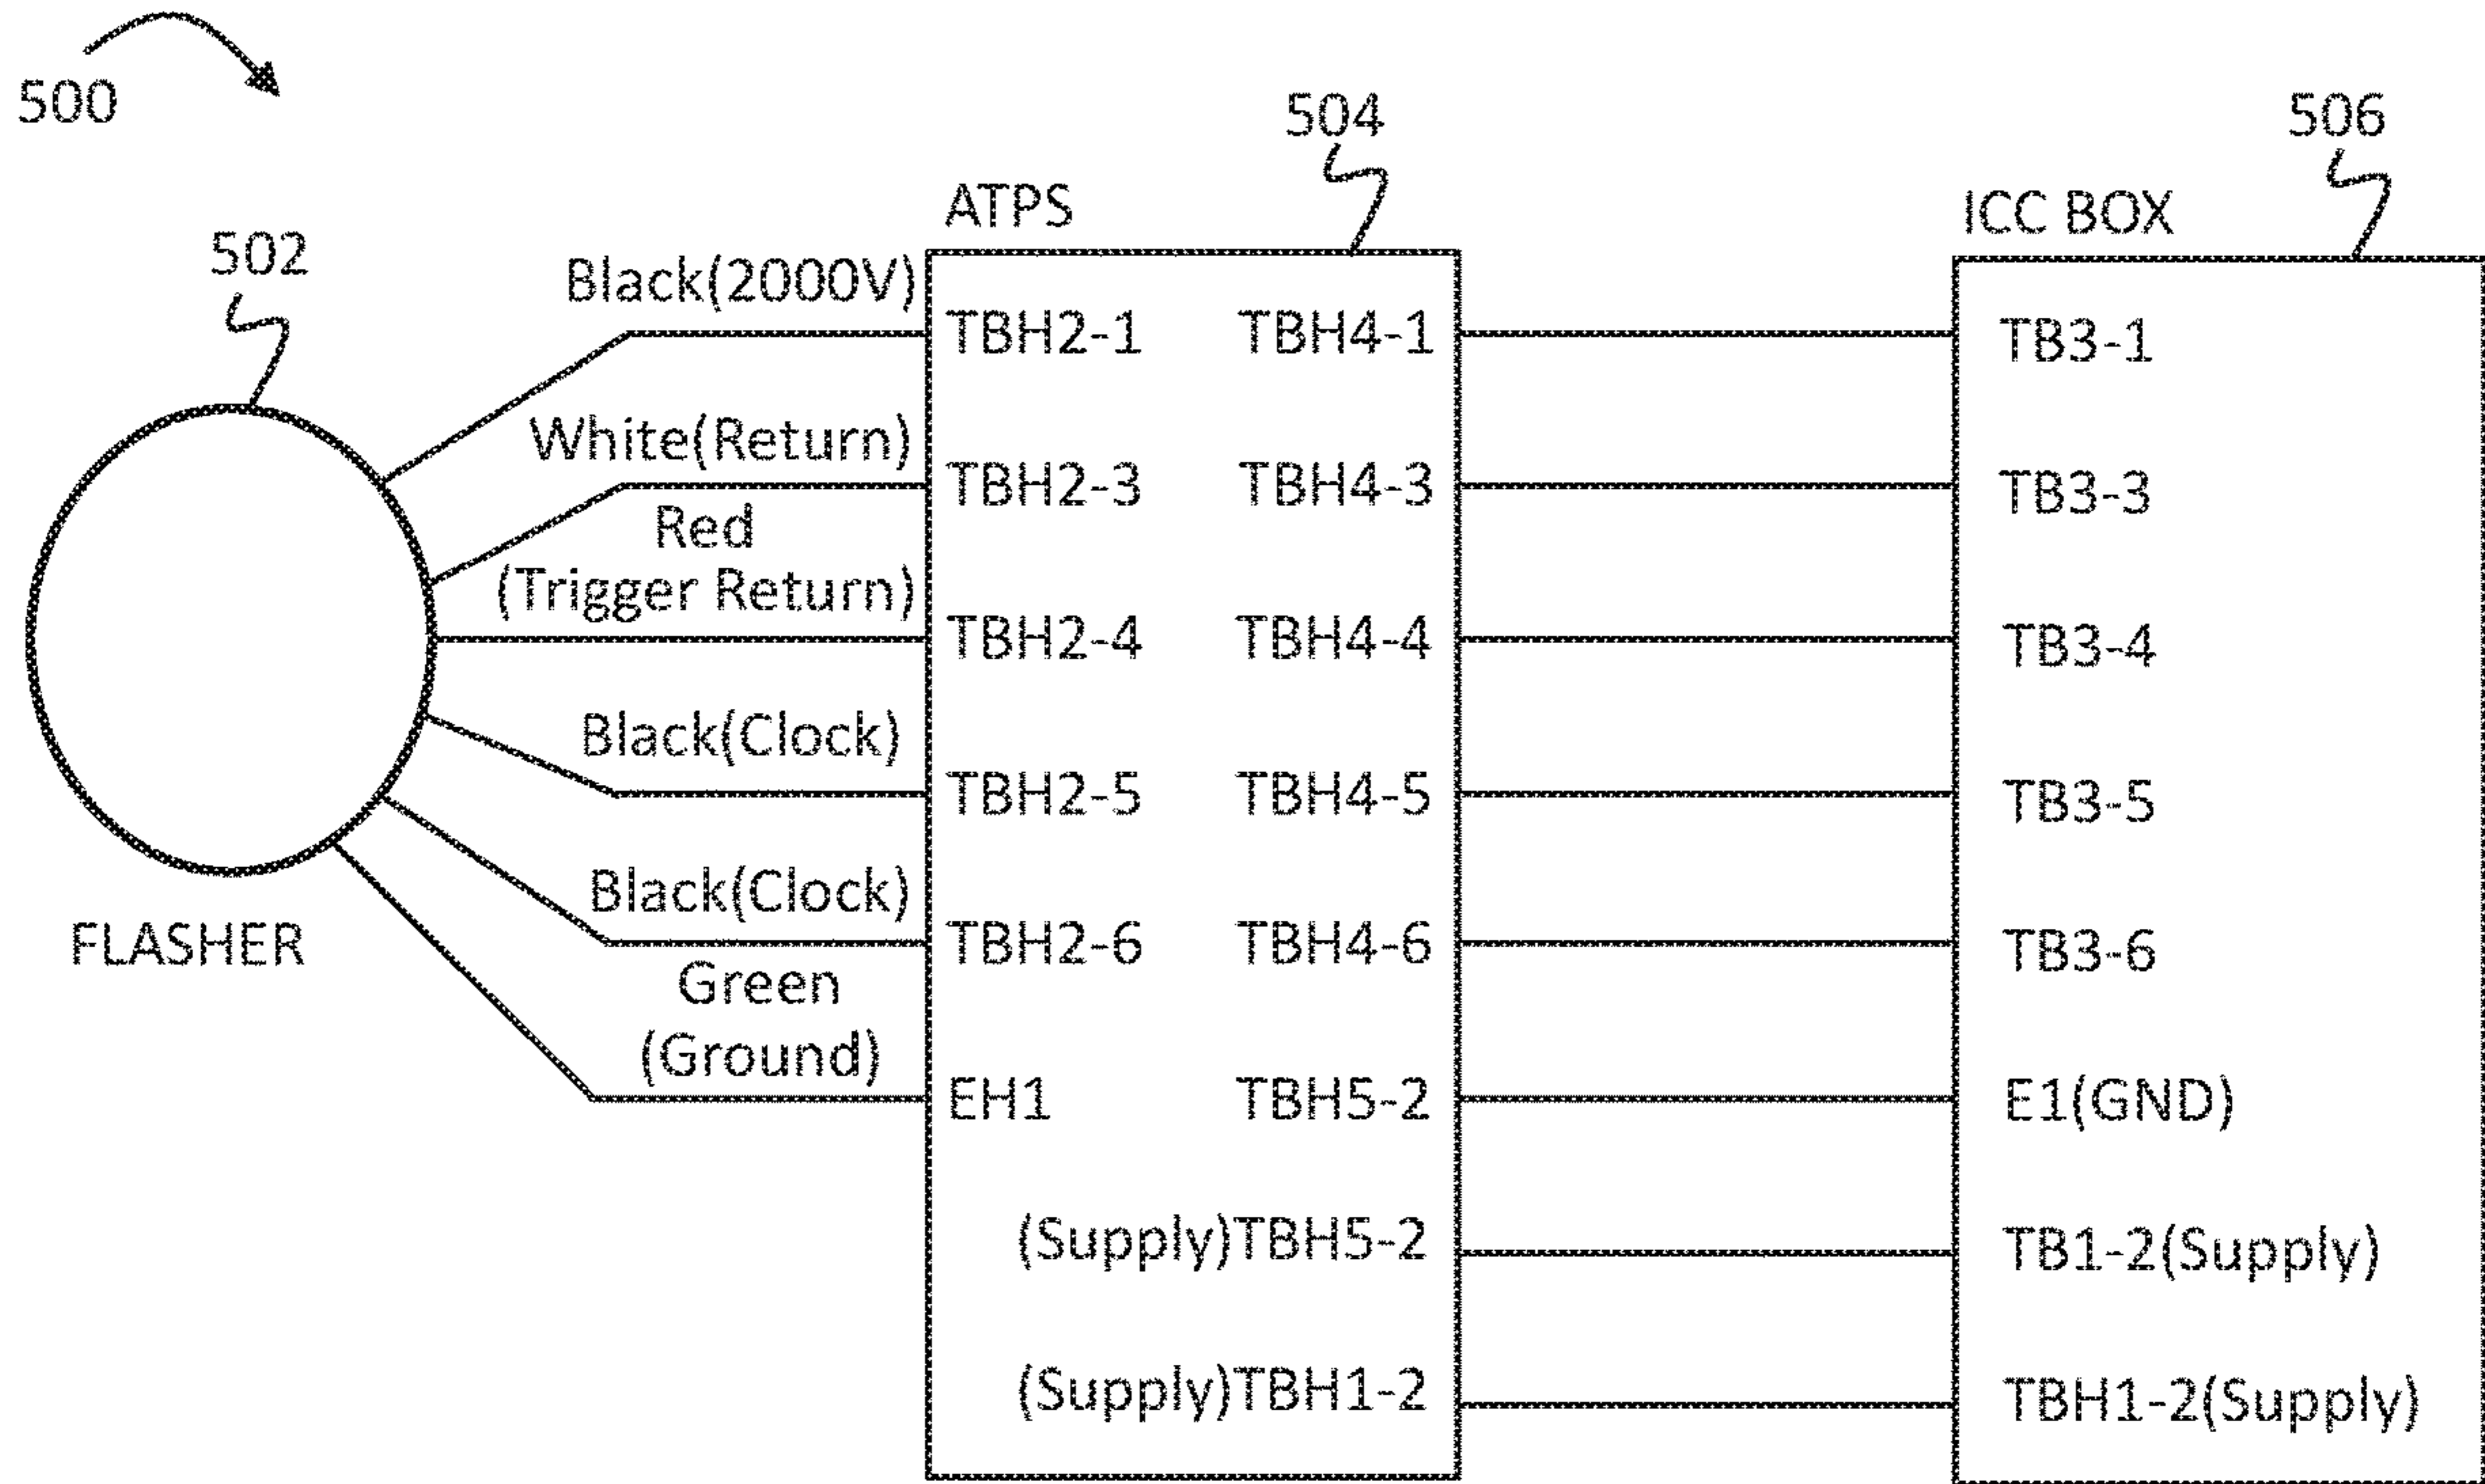 500
504
506
ATPS
ICC BOX
502
Black(2000V)
TBH2-1 TBH4-1
TB3-1
White(Return)
TBH2-3 TBH4-3
TB3-3
Red
(Trigger Return)
TBH2-4 TBH4-4
TB3-4
Black(Clock)
TBH2-5 TBH4-5
TB3-5
Black(Clock)
FLASHER
TBH2-6 TBH4-6
TB3-6
Green
(Ground)
EH1 TBH5-2
E1(GND)
(Supply)TBH5-2
TB1-2(Supply)
(Supply)TBH1-2
TBH1-2(Supply)